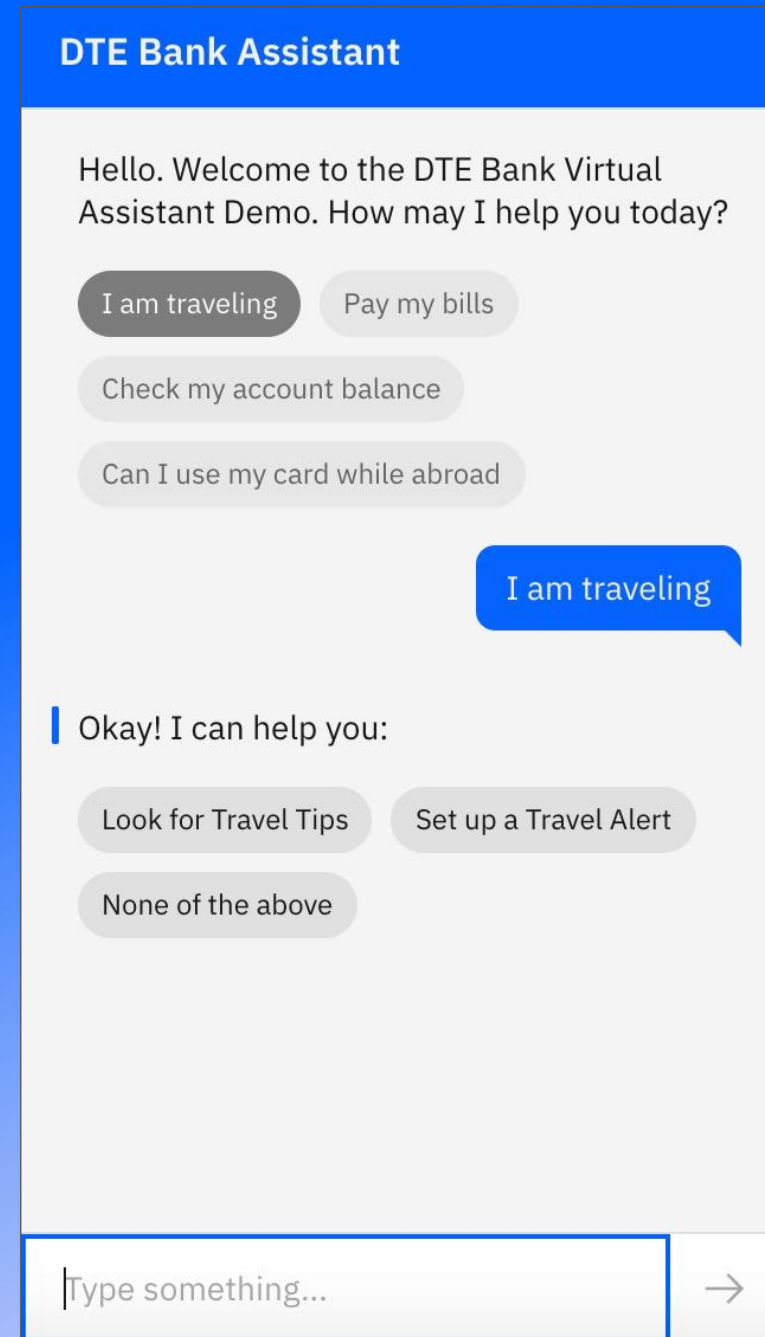 DTE Bank Assistant
Hello. Welcome to the DTE Bank Virtual
Assistant Demo. How may I help you today?
I am traveling Pay my bills
Check my account balance
Can I use my card while abroad
I am traveling
Okay! I can help you:
Look for Travel Tips Set up a Travel Alert
None of the above
Type something...